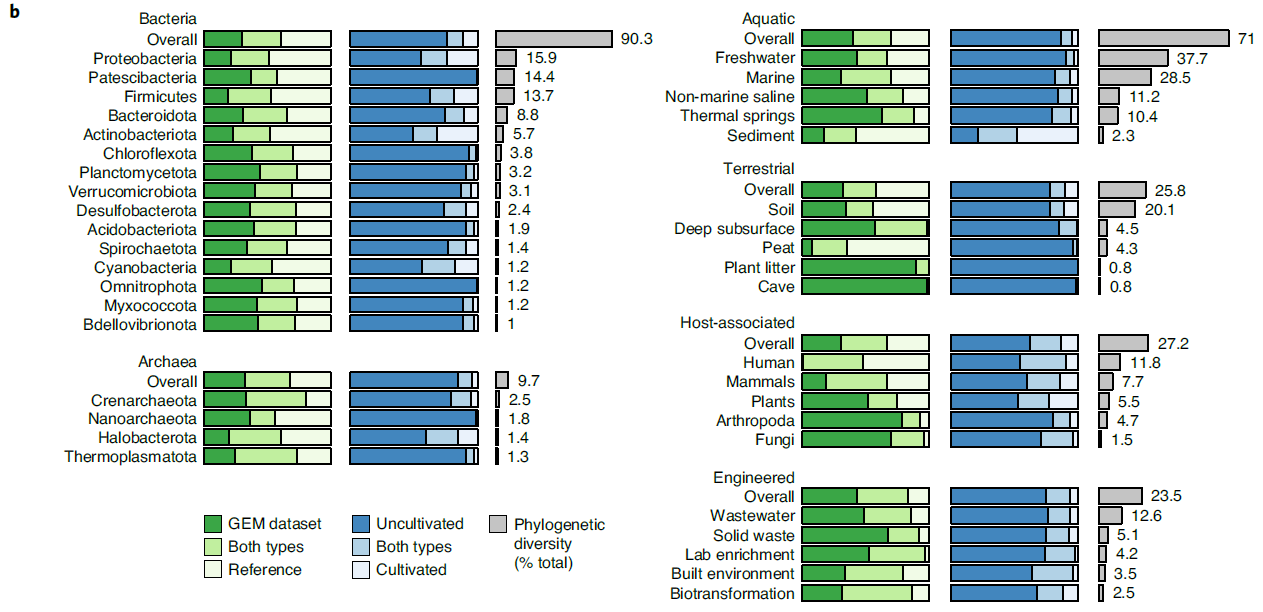 b
Bacteria
Overall 90.3
Proteobacteria 15.9
Patescibacteria 14.4
Firmicutes 13.7
Bacteroidota 8.8
Actinobacteriota 5.7
Chloroflexota 3.8
Planctomycetota 3.2
Verrucomicrobiota 3.1
Desulfobacterota 2.4
Acidobacteriota 1.9
Spirochaetota 1.4
Cyanobacteria 1.2
Omnitrophota 1.2
Myxococcota 1.2
Bdellovibrionota 1
Archaea
Overall 9.7
Crenarchaeota 2.5
Nanoarchaeota 1.8
Halobacterota 1.4
Thermoplasmatota 1.3
GEM dataset
Both types
Reference
Uncultivated
Both types
Cultivated
Phylogenetic
diversity
(% total)
Aquatic
Overall 71
Freshwater 37.7
Marine 28.5
Non-marine saline 11.2
Thermal springs 10.4
Sediment 2.3
Terrestrial
Overall 25.8
Soil 20.1
Deep subsurface 4.5
Peat 4.3
Plant litter 0.8
Cave 0.8
Host-associated
Overall 27.2
Human 11.8
Mammals 7.7
Plants 5.5
Arthropoda 4.7
Fungi 1.5
Engineered
Overall 23.5
Wastewater 12.6
Solid waste 5.1
Lab enrichment 4.2
Built environment 3.5
Biotransformation 2.5